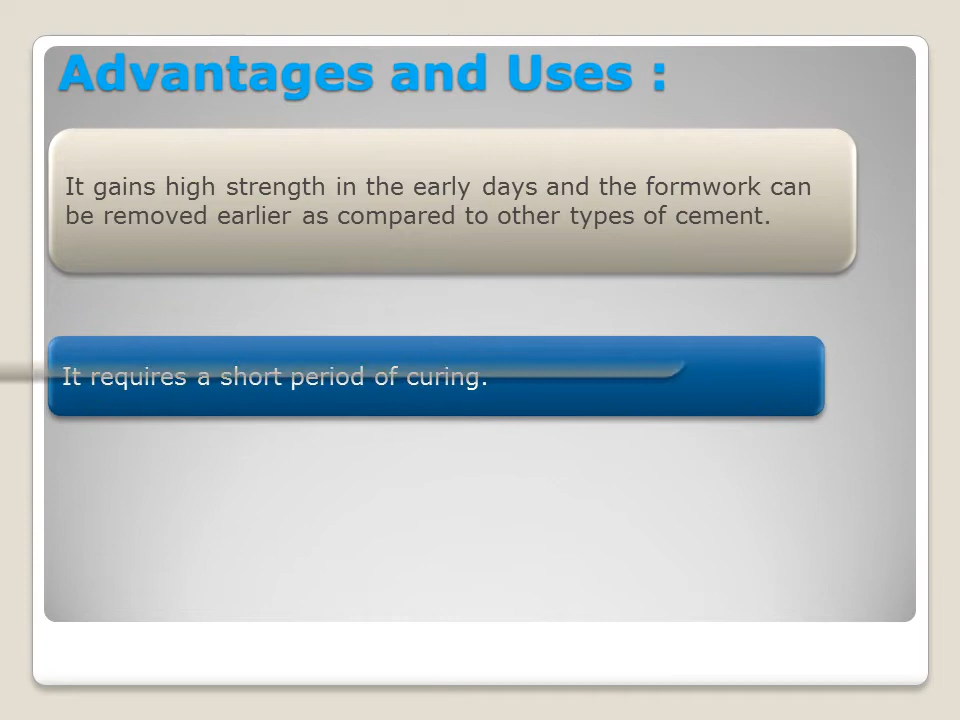 Advantages and Uses :
It gains high strength in the early days and the formwork can
be removed earlier as compared to other types of cement.
It requires a short period of curing.